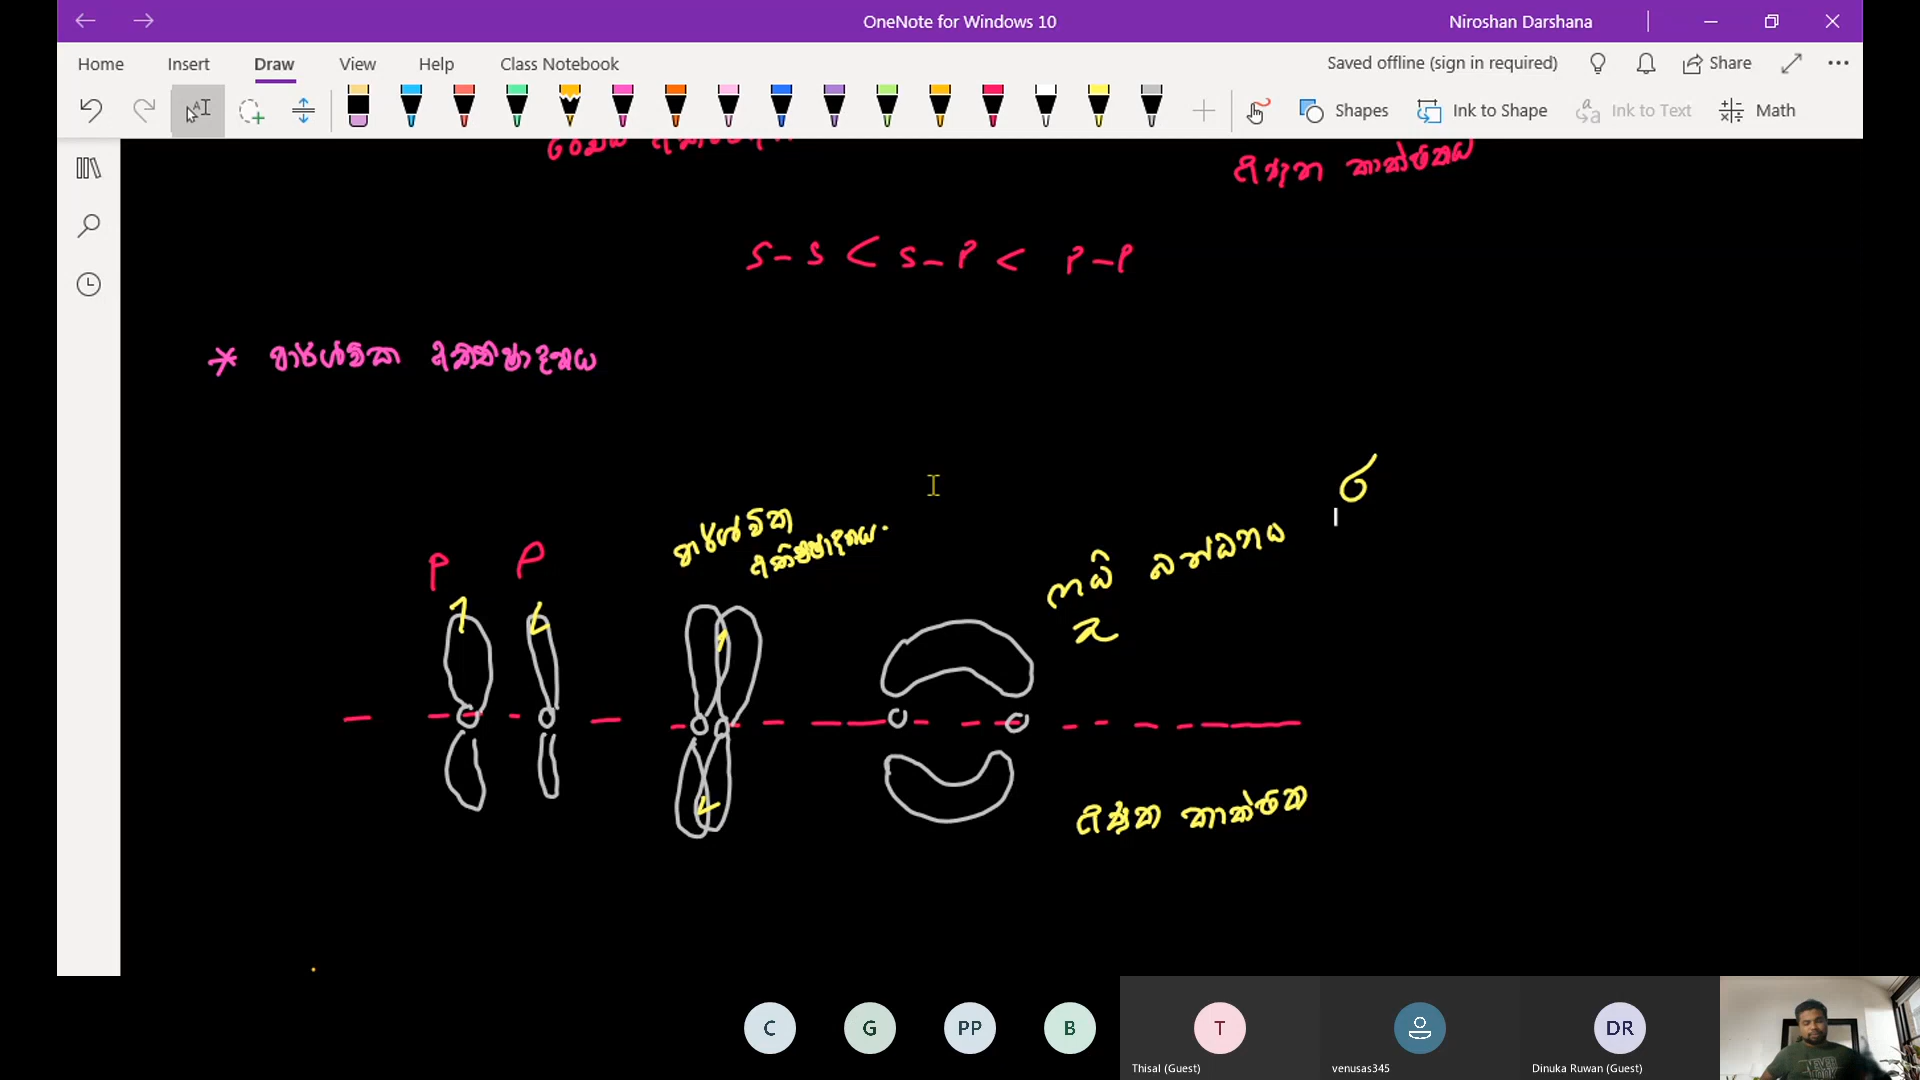 OneNote for Windows 10
Niroshan Darshana
Home Insert Draw View Help Class Notebook
Saved offline (sign in required)
Share
Shapes
Ink to Shape
Ink to Text
Math
S-S < S-P < P-P
* පාර්ශ්වික අතිච්ඡාදනය
පාර්ශ්වික
අතිච්ඡාදනය.
P P
බන්ධනය
C G PP B T DR
Thisal (Guest) venusas345 Dinuka Ruwan (Guest)